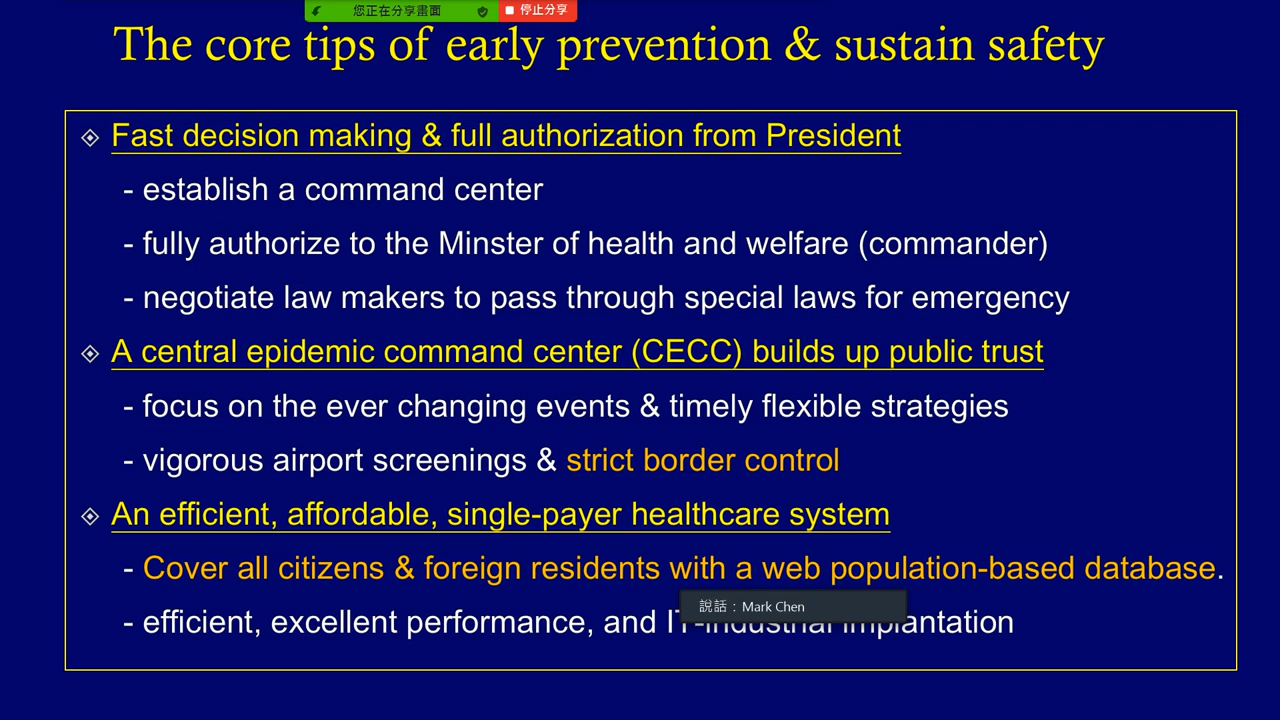 您正在分享畫面
停止分享
The core tips of early prevention & sustain safety
Fast decision making & full authorization from President
- establish a command center
- fully authorize to the Minster of health and welfare (commander)
- negotiate law makers to pass through special laws for emergency
A central epidemic command center (CECC) builds up public trust
- focus on the ever changing events & timely flexible strategies
- vigorous airport screenings & strict border control
An efficient, affordable, single-payer healthcare system
- Cover all citizens & foreign residents with a web population-based database.
說話：Mark Chen
- efficient, excellent performance, and IT-industrial implantation